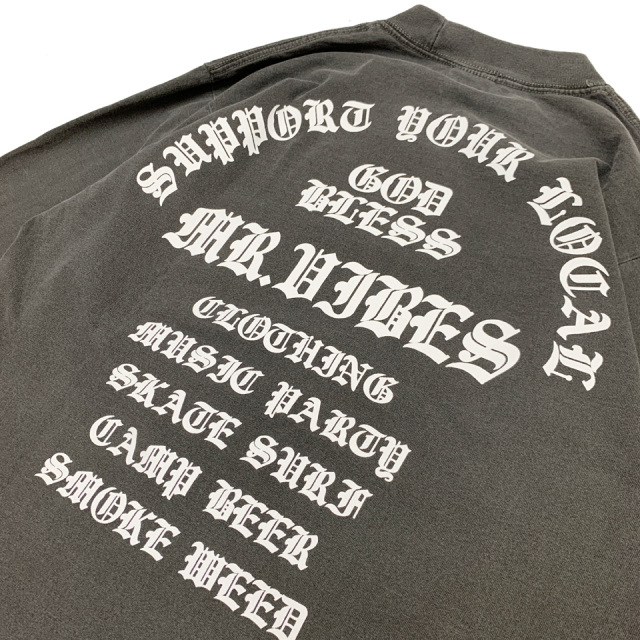 SUPPORT YOUR LOCAL
GOD
BLESS
MR.VIBES
CLOTHING
MUSIC PARTY
SKATE SURF
CAMP BEER
SMOKE WEED